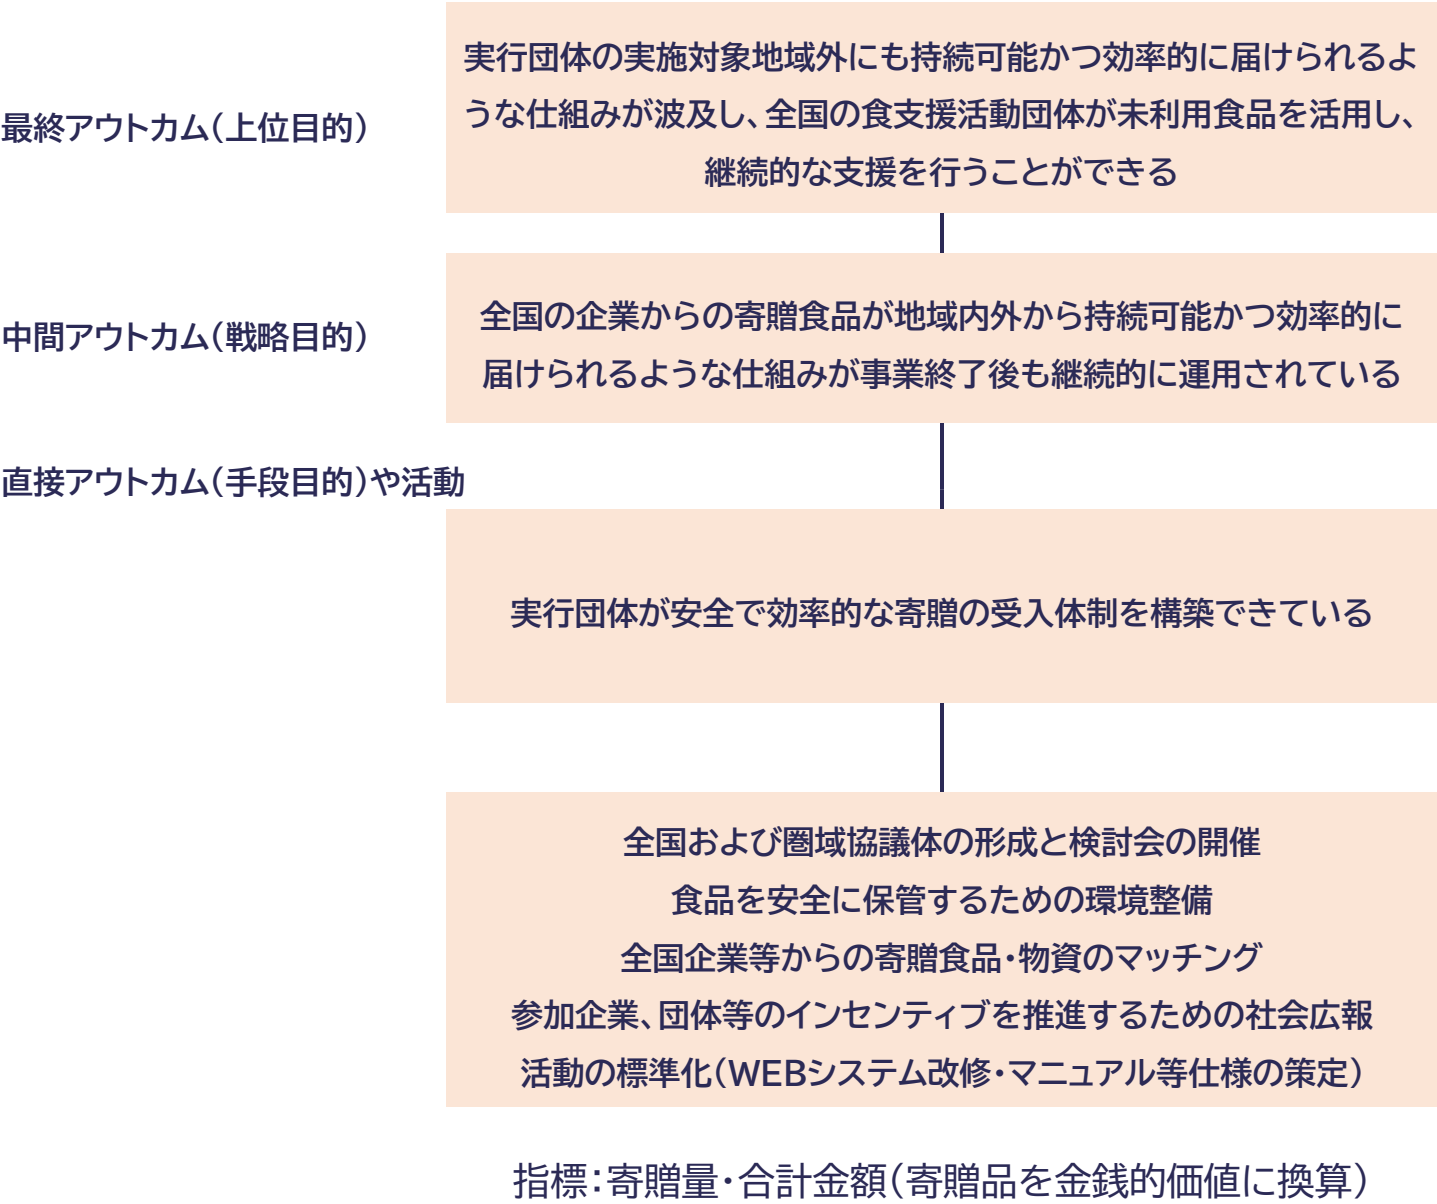 最終アウトカム(上位目的)
実行団体の実施対象地域外にも持続可能かつ効率的に届けられるよ
うな仕組みが波及し、全国の食支援活動団体が未利用食品を活用し、
継続的な支援を行うことができる
中間アウトカム(戦略目的)
全国の企業からの寄贈食品が地域内外から持続可能かつ効率的に
届けられるような仕組みが事業終了後も継続的に運用されている
直接アウトカム(手段目的)や活動
実行団体が安全で効率的な寄贈の受入体制を構築できている
全国および圏域協議体の形成と検討会の開催
食品を安全に保管するための環境整備
全国企業等からの寄贈食品・物資のマッチング
参加企業、団体等のインセンティブを推進するための社会広報
活動の標準化(WEBシステム改修・マニュアル等仕様の策定)
指標:寄贈量・合計金額(寄贈品を金銭的価値に換算)